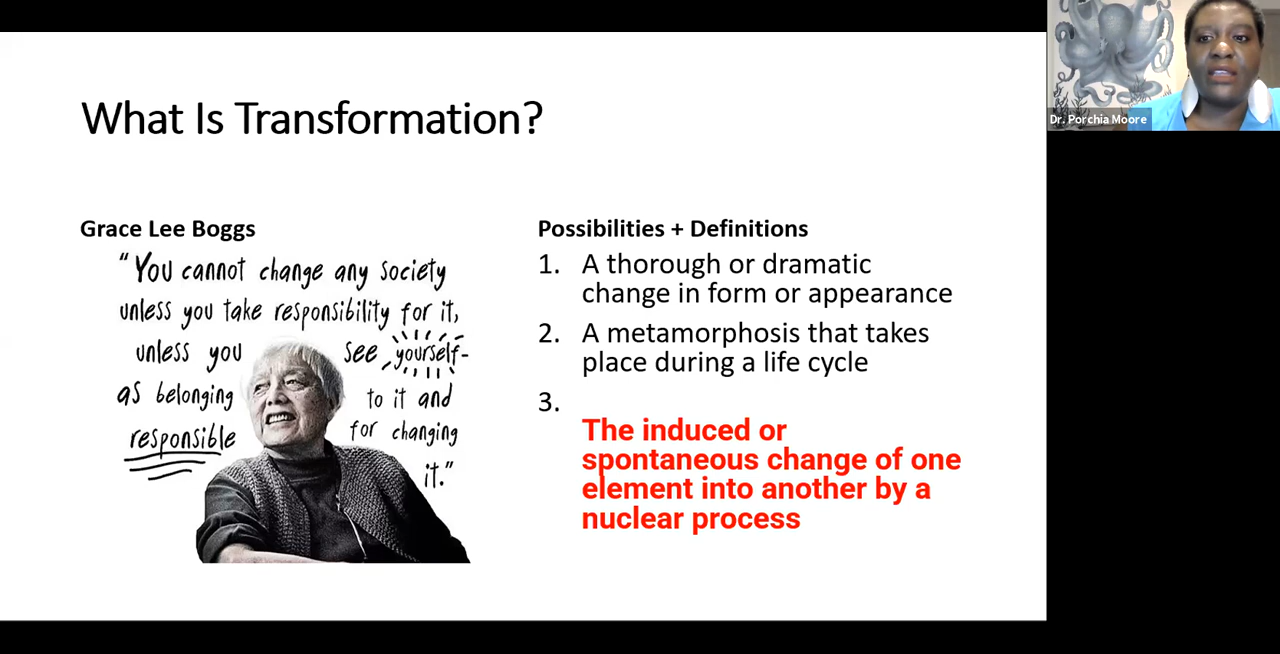 What Is Transformation?
Grace Lee Boggs
“You cannot change any society
unless you take responsibility for it,
unless you see yourself-
as belonging to it and
responsible for changing
it.”
Possibilities + Definitions
1. A thorough or dramatic
change in form or appearance
2. A metamorphosis that takes
place during a life cycle
3.
The induced or
spontaneous change of one
element into another by a
nuclear process
Dr. Porchia Moore